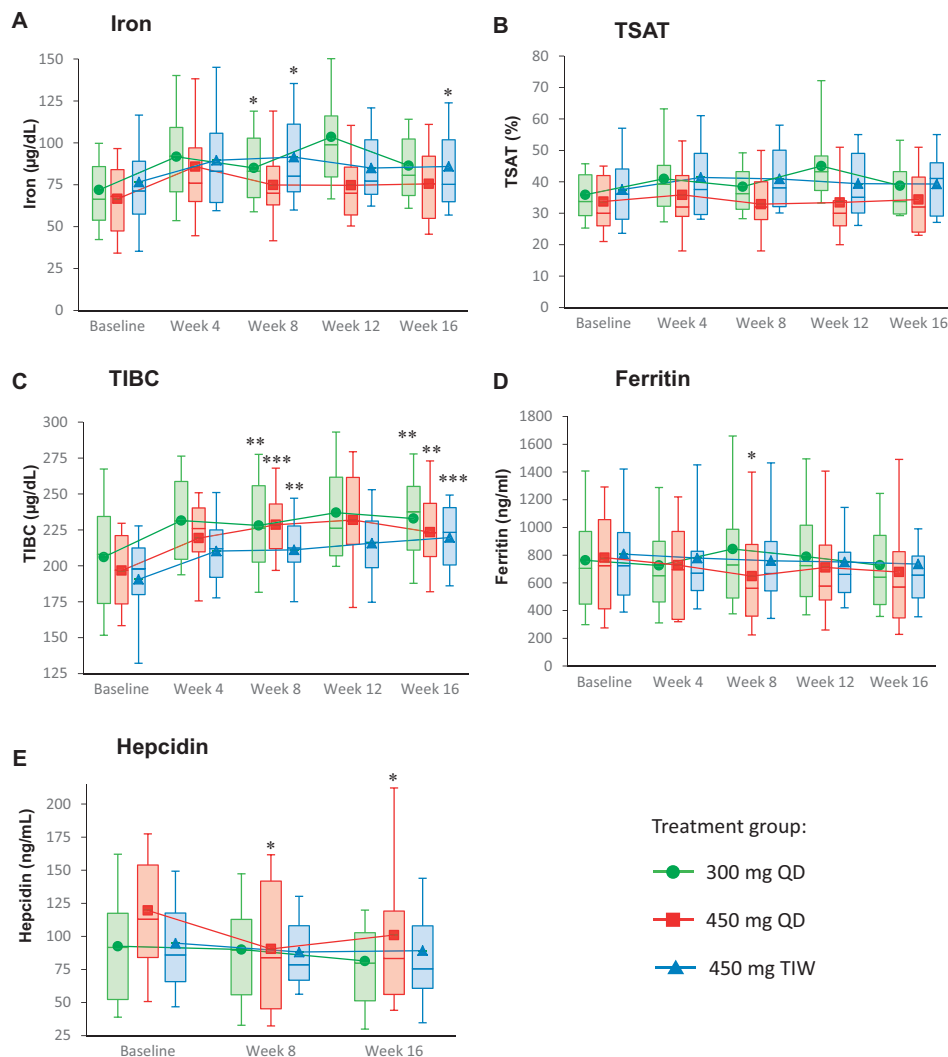 A
Iron
Iron (µg/dL)
150
125
100
75
50
25
0
* * *
Baseline Week 4 Week 8 Week 12 Week 16
B
TSAT
TSAT (%)
80
70
60
50
40
30
20
10
0
Baseline Week 4 Week 8 Week 12 Week 16
C
TIBC
TIBC (µg/dL)
300
275
250
225
200
175
150
125
** *** ** ** ** ***
Baseline Week 4 Week 8 Week 12 Week 16
D
Ferritin
Ferritin (ng/ml)
1800
1600
1400
1200
1000
800
600
400
200
0
*
Baseline Week 4 Week 8 Week 12 Week 16
E
Hepcidin
Hepcidin (ng/mL)
200
175
150
125
100
75
50
25
* *
Baseline Week 8 Week 16
Treatment group:
300 mg QD
450 mg QD
450 mg TIW